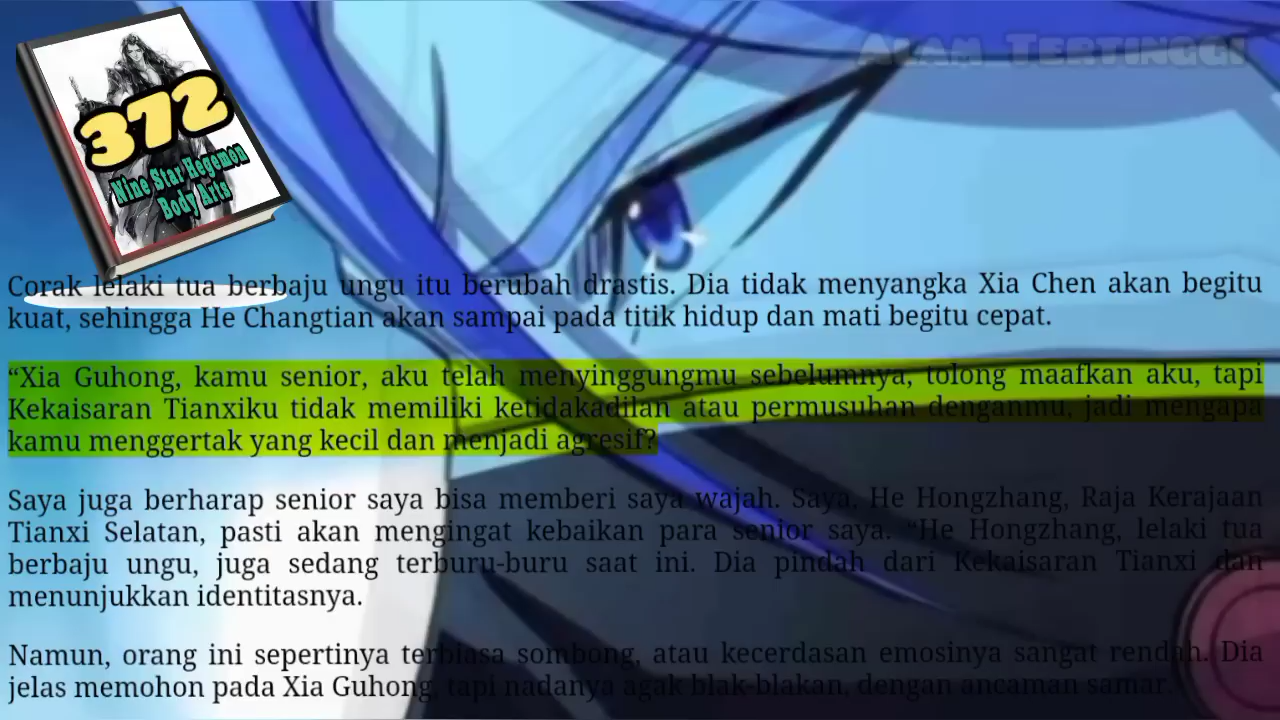 ALAM TERTINGGI
372
Nine Star Hegemon
Body Arts
Corak lelaki tua berbaju ungu itu berubah drastis. Dia tidak menyangka Xia Chen akan begitu
kuat, sehingga He Changtian akan sampai pada titik hidup dan mati begitu cepat.
“Xia Guhong, kamu senior, aku telah menyinggungmu sebelumnya, tolong maafkan aku, tapi
Kekaisaran Tianxiku tidak memiliki ketidakadilan atau permusuhan denganmu, jadi mengapa
kamu menggertak yang kecil dan menjadi agresif?
Saya juga berharap senior saya bisa memberi saya wajah. Saya, He Hongzhang, Raja Kerajaan
Tianxi Selatan, pasti akan mengingat kebaikan para senior saya. “He Hongzhang, lelaki tua
berbaju ungu, juga sedang terburu-buru saat ini. Dia pindah dari Kekaisaran Tianxi dan
menunjukkan identitasnya.
Namun, orang ini sepertinya terbiasa sombong, atau kecerdasan emosinya sangat rendah. Dia
jelas memohon pada Xia Guhong, tapi nadanya agak blak-blakan, dengan ancaman samar.